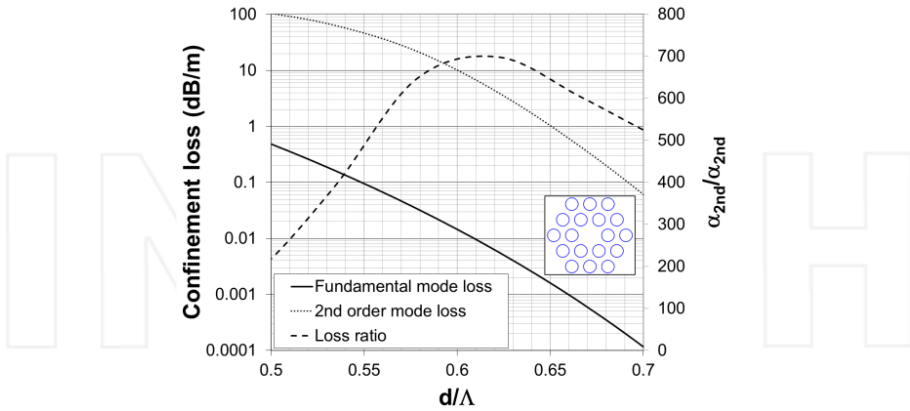 100
10
1
0.1
0.01
0.001
0.0001
Confinement loss (dB/m)
800
700
600
500
400
300
200
100
0
α2nd/α2nd
Fundamental mode loss
2nd order mode loss
Loss ratio
0.5 0.55 0.6 0.65 0.7
d/Λ